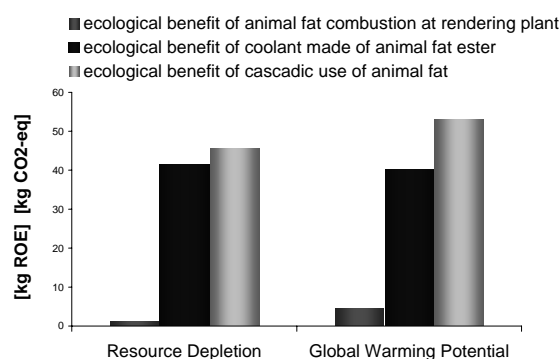 ecological benefit of animal fat combustion at rendering plant
ecological benefit of coolant made of animal fat ester
ecological benefit of cascadic use of animal fat
[kg ROE] [kg CO2-eq]
60
50
40
30
20
10
0
Resource Depletion
Global Warming Potential